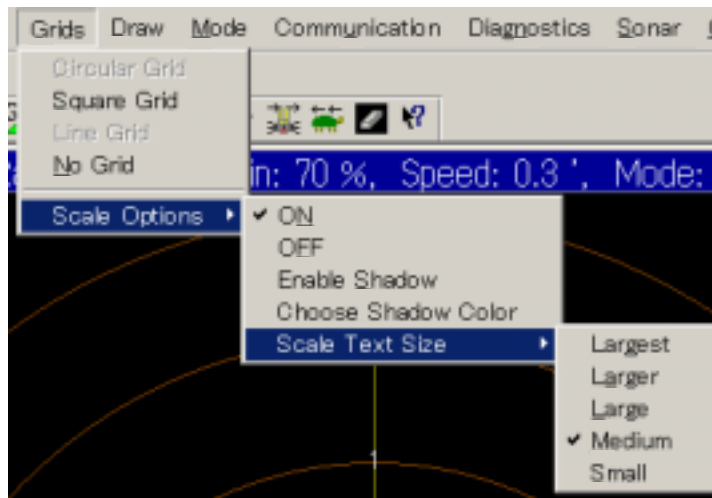 Grids Draw Mode Communication Diagnostics Sonar
Circular Grid
Square Grid
Line Grid
No Grid
in: 70 %, Speed: 0.3 ', Mode:
Scale Options
ON
OFF
Enable Shadow
Choose Shadow Color
Scale Text Size
Largest
Larger
Large
Medium
Small
1